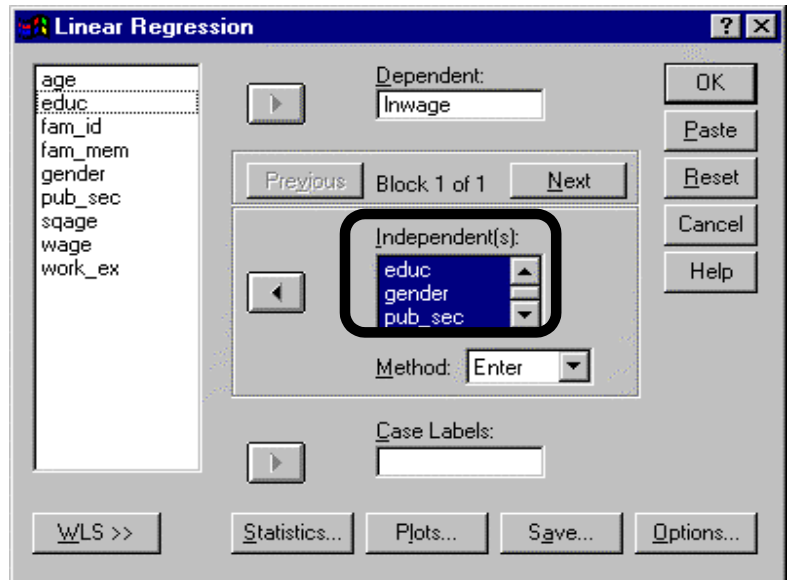 Linear Regression
age
educ
fam_id
fam_mem
gender
pub_sec
sqage
wage
work_ex
Dependent:
lnwage
Previous
Block 1 of 1
Next
Independent(s):
educ
gender
pub_sec
Method: Enter
Case Labels:
OK
Paste
Reset
Cancel
Help
WLS >>
Statistics...
Plots...
Save...
Options...